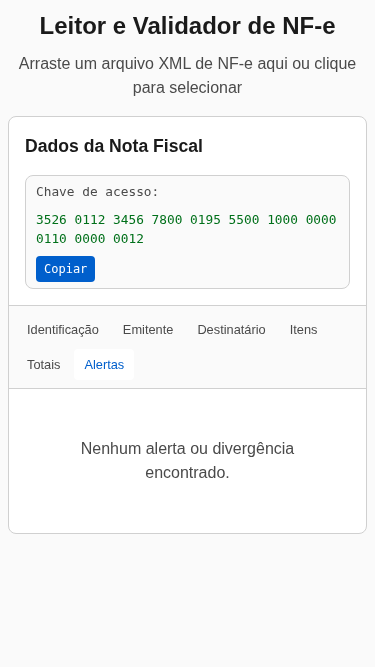 Leitor e Validador de NF-e
Arraste um arquivo XML de NF-e aqui ou clique
para selecionar
Dados da Nota Fiscal
Chave de acesso:
3526 0112 3456 7800 0195 5500 1000 0000
0110 0000 0012
Copiar
Identificação Emitente Destinatário Itens
Totais Alertas
Nenhum alerta ou divergência
encontrado.